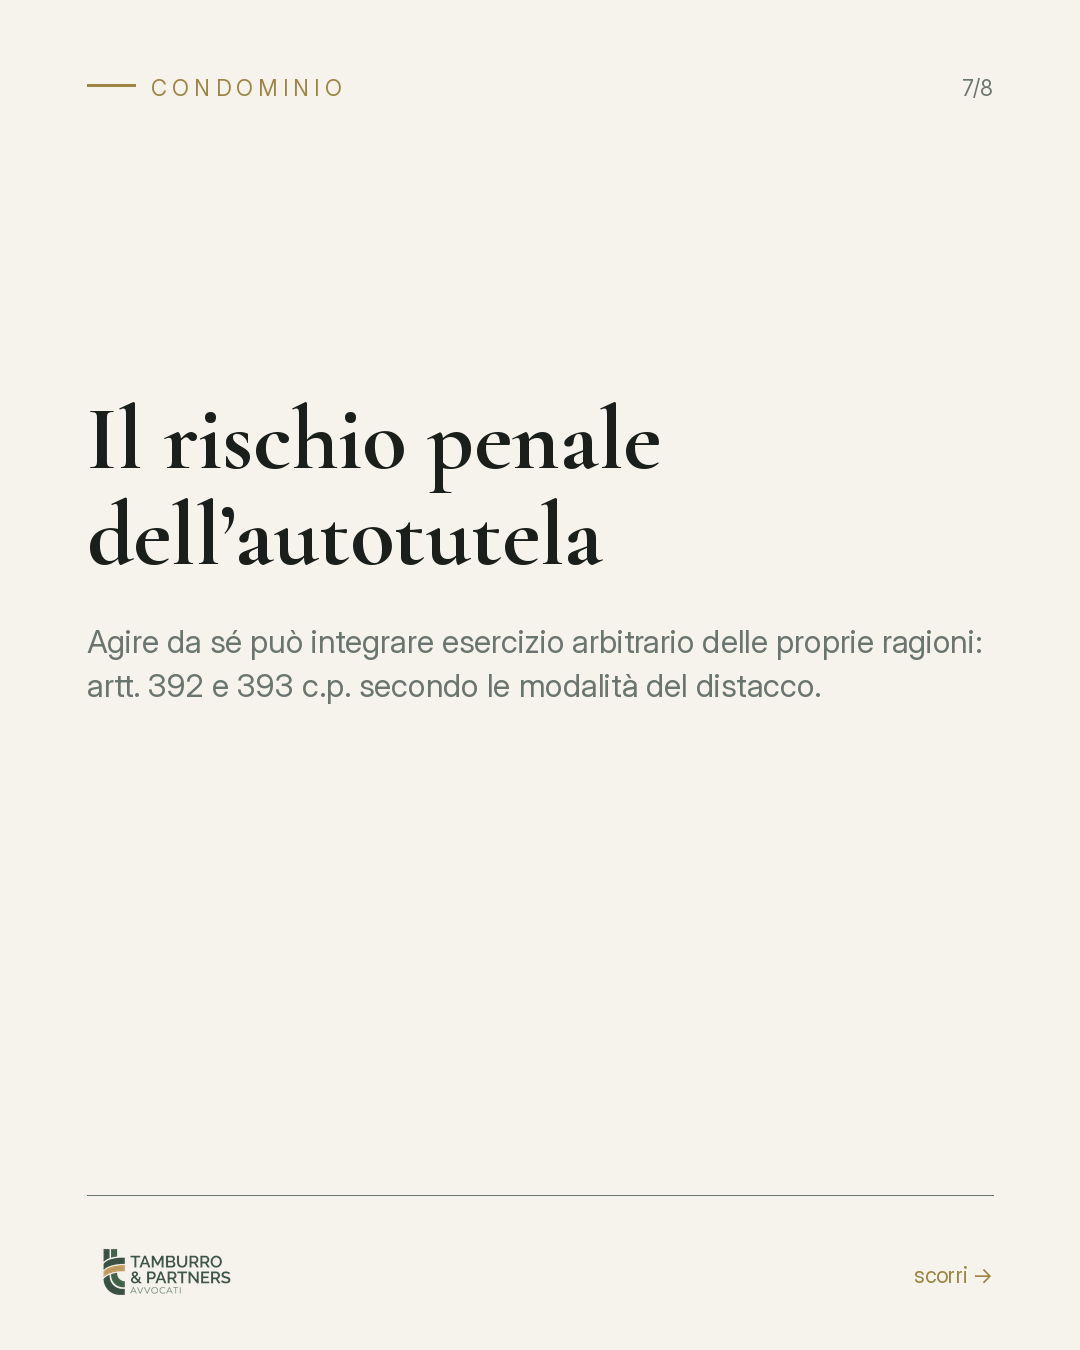 CONDOMINIO
7/8
Il rischio penale
dell’autotutela
Agire da sé può integrare esercizio arbitrario delle proprie ragioni:
artt. 392 e 393 c.p. secondo le modalità del distacco.
TAMBURRO
& PARTNERS
AVVOCATI
scorri →